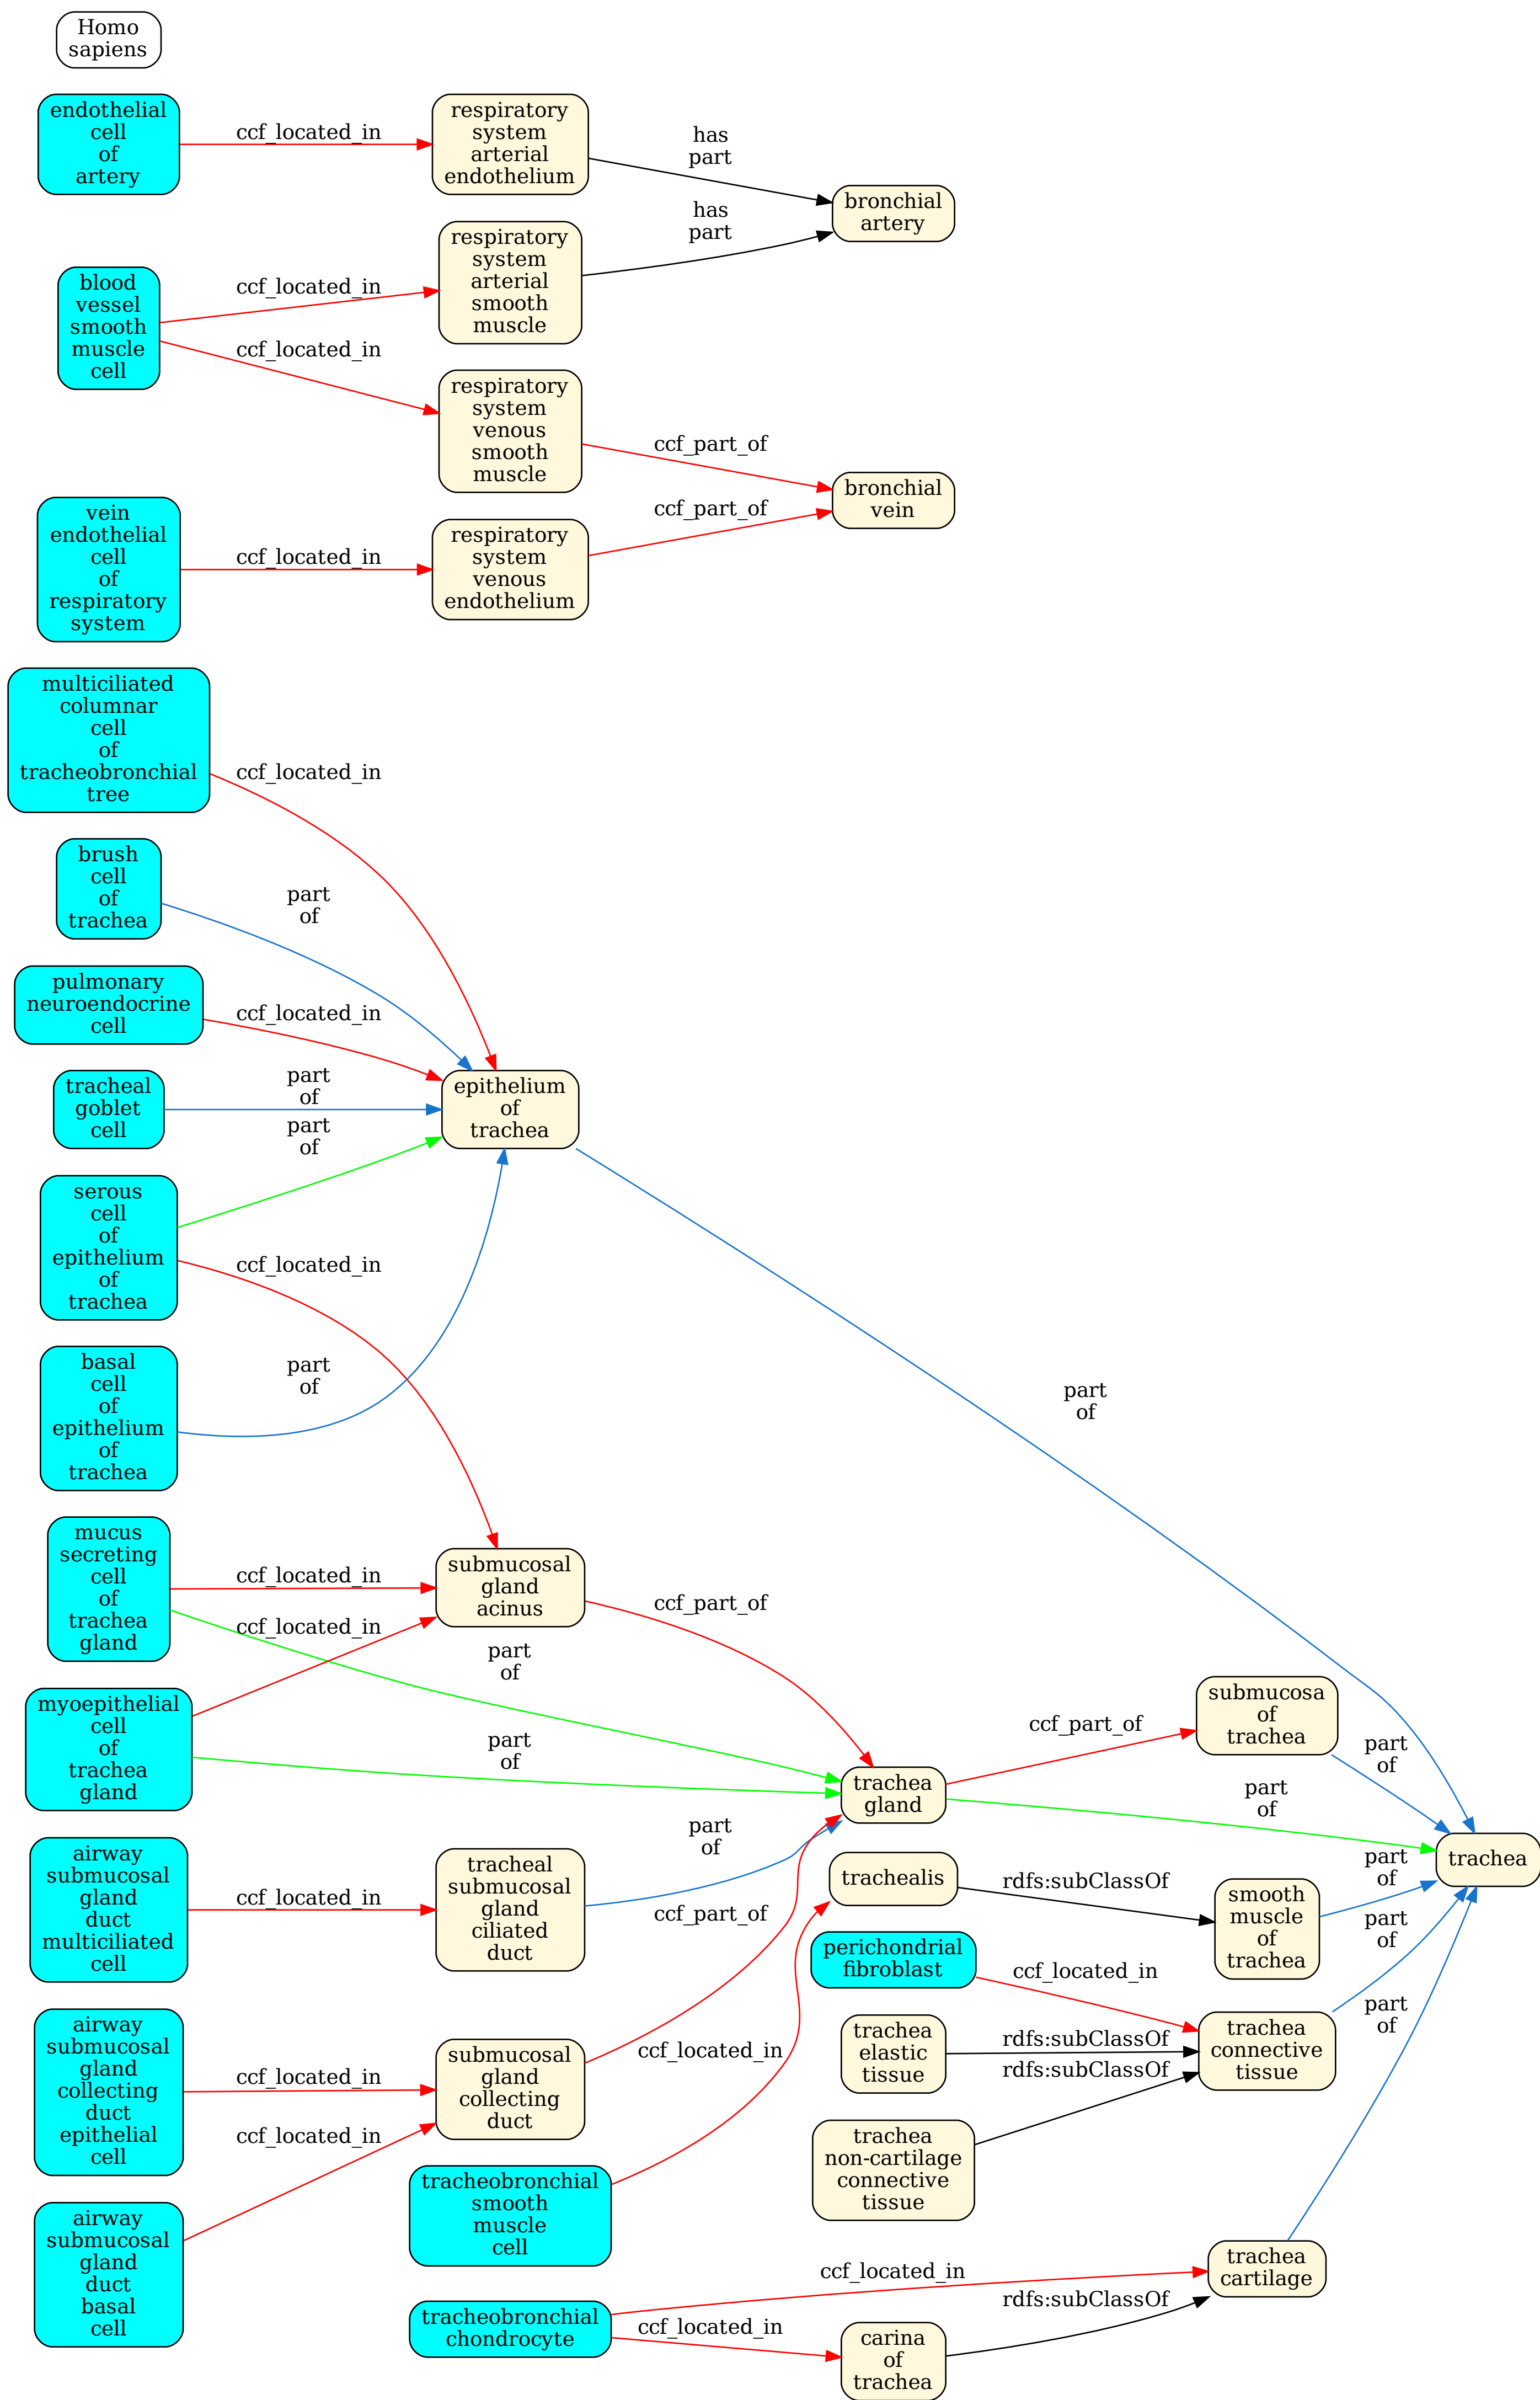 Homo
sapiens
endothelial
cell
of
artery
ccf_located_in
respiratory
system
arterial
endothelium
has
part
bronchial
artery
blood
vessel
smooth
muscle
cell
ccf_located_in
ccf_located_in
respiratory
system
arterial
smooth
muscle
has
part
respiratory
system
venous
smooth
muscle
ccf_part_of
bronchial
vein
vein
endothelial
cell
of
respiratory
system
ccf_located_in
respiratory
system
venous
endothelium
ccf_part_of
multiciliated
columnar
cell
of
tracheobronchial
tree
ccf_located_in
brush
cell
of
trachea
part
of
pulmonary
neuroendocrine
cell
ccf_located_in
tracheal
goblet
cell
part
of
epithelium
of
trachea
part
of
serous
cell
of
epithelium
of
trachea
part
of
ccf_located_in
basal
cell
of
epithelium
of
trachea
part
of
mucus
secreting
cell
of
trachea
gland
ccf_located_in
part
of
submucosal
gland
acinus
ccf_part_of
myoepithelial
cell
of
trachea
gland
ccf_located_in
part
of
trachea
gland
ccf_part_of
part
of
submucosa
of
trachea
part
of
trachea
airway
submucosal
gland
duct
multiciliated
cell
ccf_located_in
tracheal
submucosal
gland
ciliated
duct
part
of
trachealis
rdfs:subClassOf
smooth
muscle
of
trachea
part
of
perichondrial
fibroblast
ccf_located_in
trachea
connective
tissue
part
of
airway
submucosal
gland
collecting
duct
epithelial
cell
ccf_located_in
submucosal
gland
collecting
duct
ccf_part_of
trachea
elastic
tissue
rdfs:subClassOf
trachea
non-cartilage
connective
tissue
rdfs:subClassOf
airway
submucosal
gland
duct
basal
cell
ccf_located_in
tracheobronchial
smooth
muscle
cell
ccf_located_in
tracheobronchial
chondrocyte
ccf_located_in
ccf_located_in
carina
of
trachea
rdfs:subClassOf
trachea
cartilage
part
of